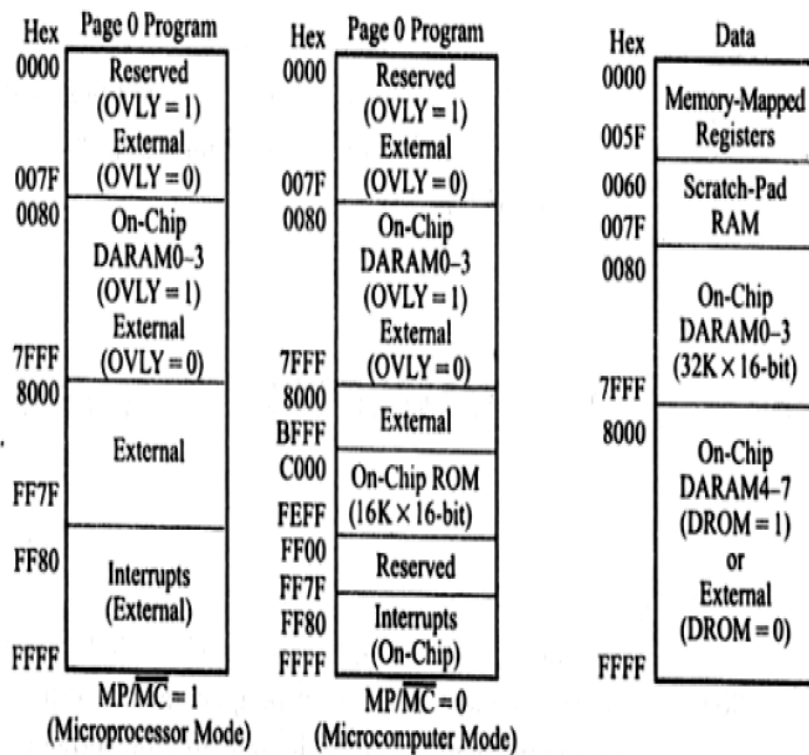 Hex
Page 0 Program
0000
Reserved
(OVLY = 1)
External
007F
(OVLY = 0)
0080
On-Chip
DARAM0–3
(OVLY = 1)
External
7FFF
(OVLY = 0)
8000
External
FF7F
FF80
Interrupts
(External)
FFFF
MP/M̅C̅ = 1
(Microprocessor Mode)
Hex
Page 0 Program
0000
Reserved
(OVLY = 1)
External
007F
(OVLY = 0)
0080
On-Chip
DARAM0–3
(OVLY = 1)
External
7FFF
(OVLY = 0)
8000
External
BFFF
C000
On-Chip ROM
FEFF
(16K × 16-bit)
FF00
Reserved
FF7F
FF80
Interrupts
FFFF
(On-Chip)
MP/M̅C̅ = 0
(Microcomputer Mode)
Hex
Data
0000
Memory-Mapped
005F
Registers
0060
Scratch-Pad
007F
RAM
0080
On-Chip
DARAM0–3
(32K × 16-bit)
7FFF
8000
On-Chip
DARAM4–7
(DROM = 1)
or
External
(DROM = 0)
FFFF